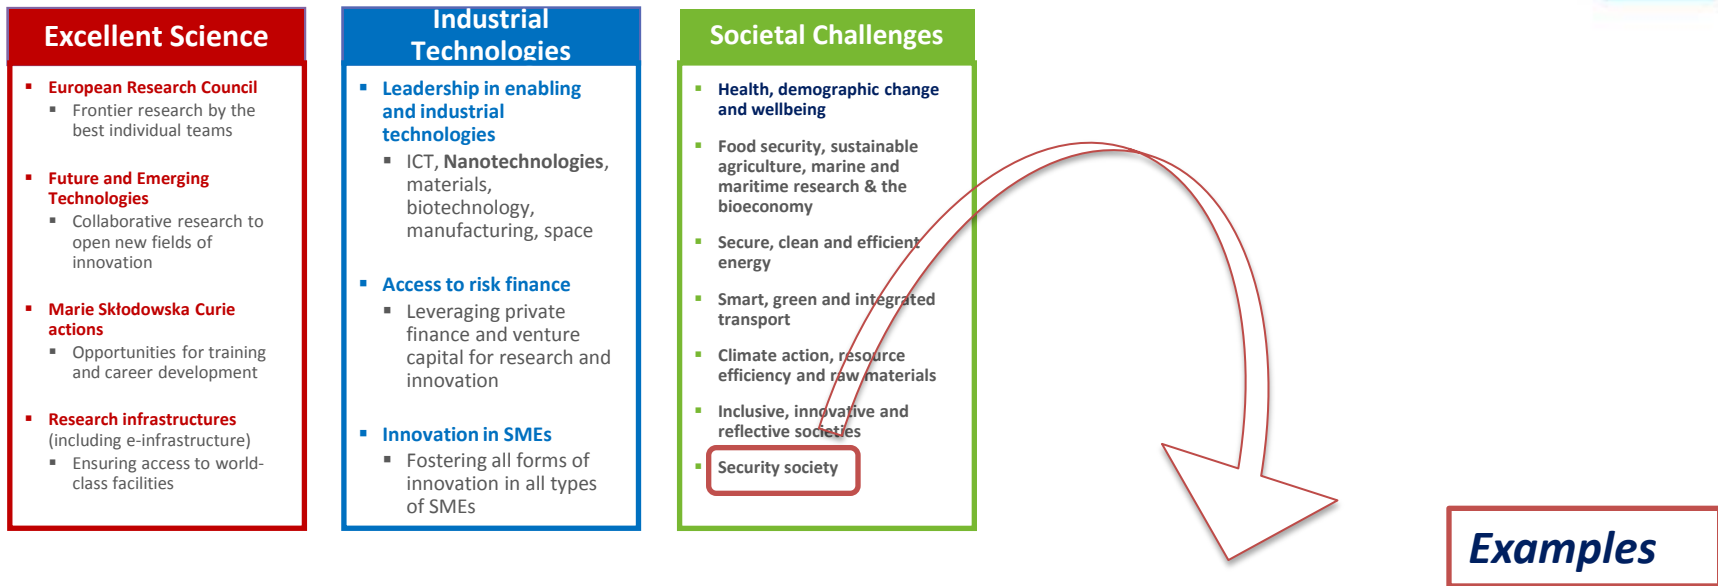 Excellent Science
▪ European Research Council
▪ Frontier research by the
best individual teams
▪ Future and Emerging
Technologies
▪ Collaborative research to
open new fields of
innovation
▪ Marie Skłodowska Curie
actions
▪ Opportunities for training
and career development
▪ Research infrastructures
(including e-infrastructure)
▪ Ensuring access to world-
class facilities
Industrial
Technologies
▪ Leadership in enabling
and industrial
technologies
▪ ICT, Nanotechnologies,
materials,
biotechnology,
manufacturing, space
▪ Access to risk finance
▪ Leveraging private
finance and venture
capital for research and
innovation
▪ Innovation in SMEs
▪ Fostering all forms of
innovation in all types
of SMEs
Societal Challenges
▪ Health, demographic change
and wellbeing
▪ Food security, sustainable
agriculture, marine and
maritime research & the
bioeconomy
▪ Secure, clean and efficient
energy
▪ Smart, green and integrated
transport
▪ Climate action, resource
efficiency and raw materials
▪ Inclusive, innovative and
reflective societies
▪ Security society
Examples